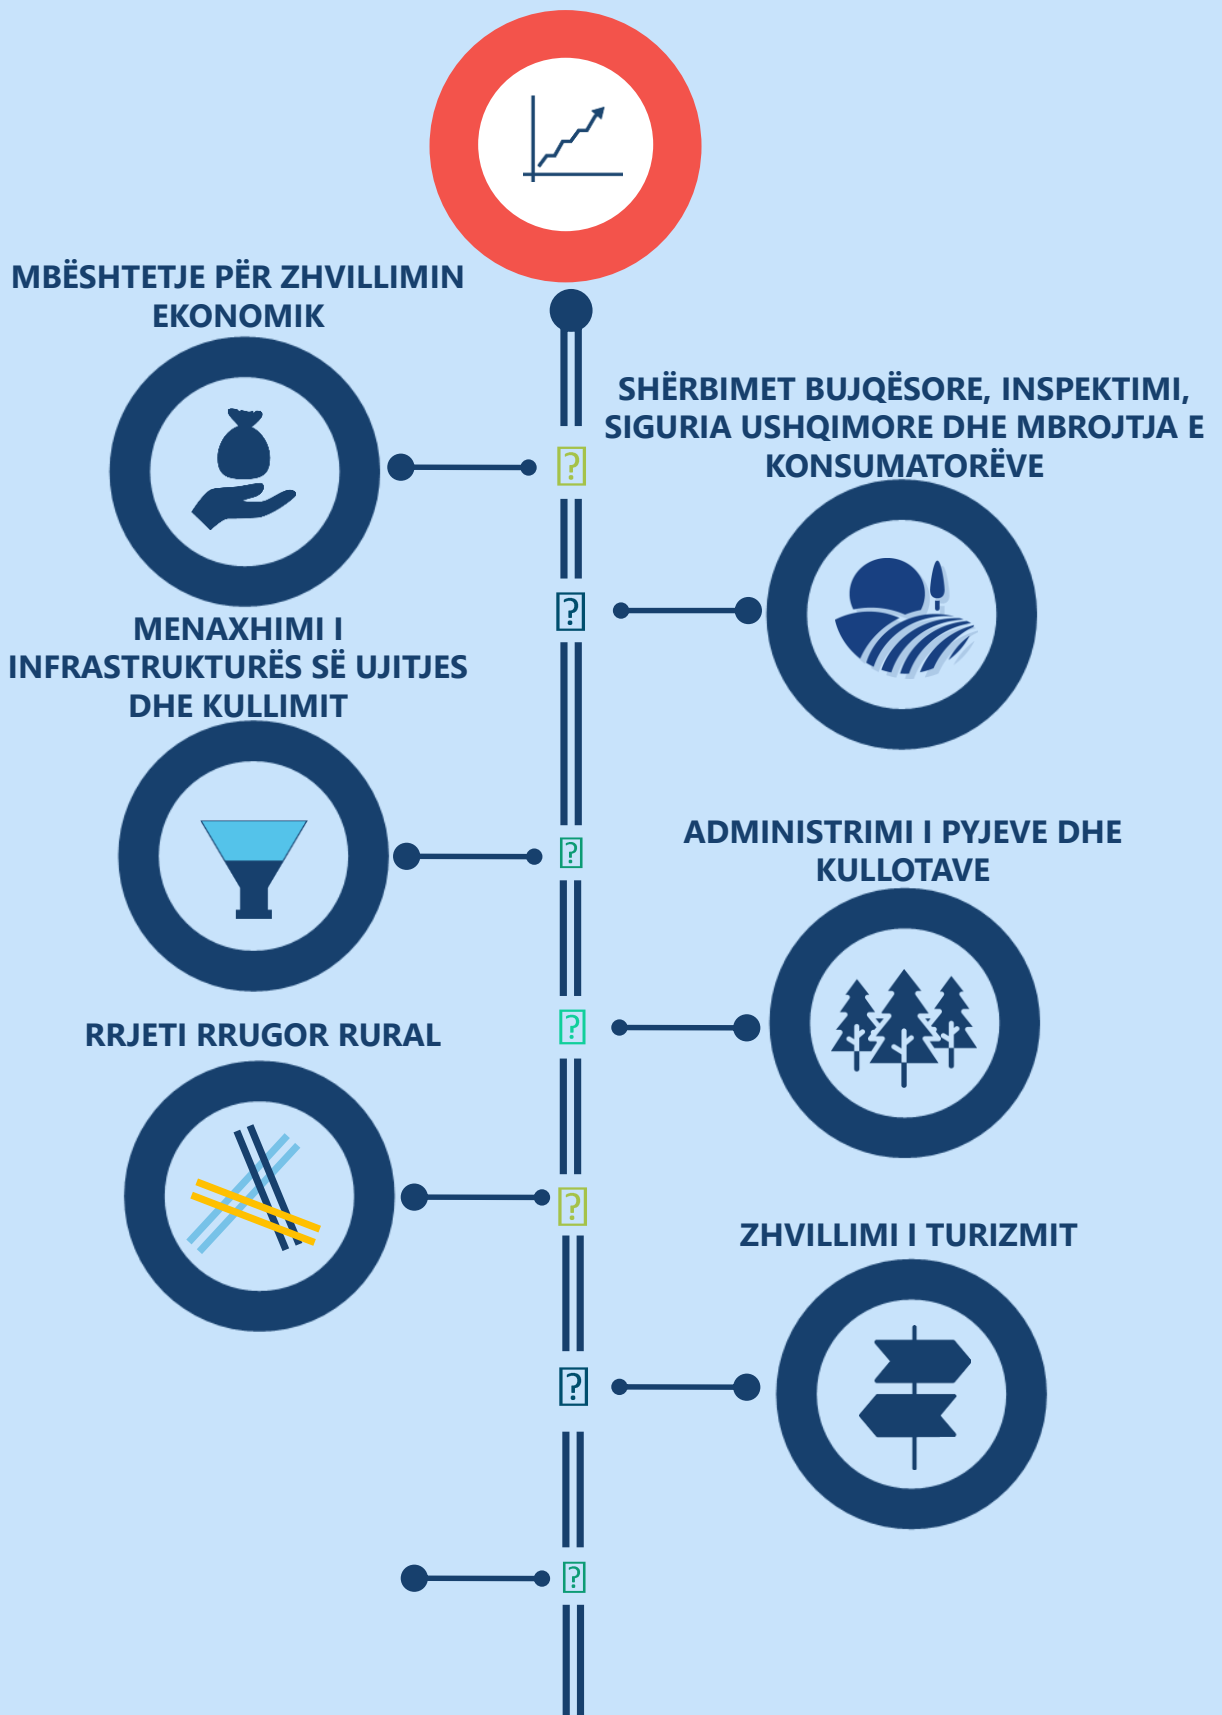 MBËSHTETJE PËR ZHVILLIMIN
EKONOMIK
SHËRBIMET BUJQËSORE, INSPEKTIMI,
SIGURIA USHQIMORE DHE MBROJTJA E
KONSUMATORËVE
MENAXHIMI I
INFRASTRUKTURËS SË UJITJES
DHE KULLIMIT
ADMINISTRIMI I PYJEVE DHE
KULLOTAVE
RRJETI RRUGOR RURAL
ZHVILLIMI I TURIZMIT